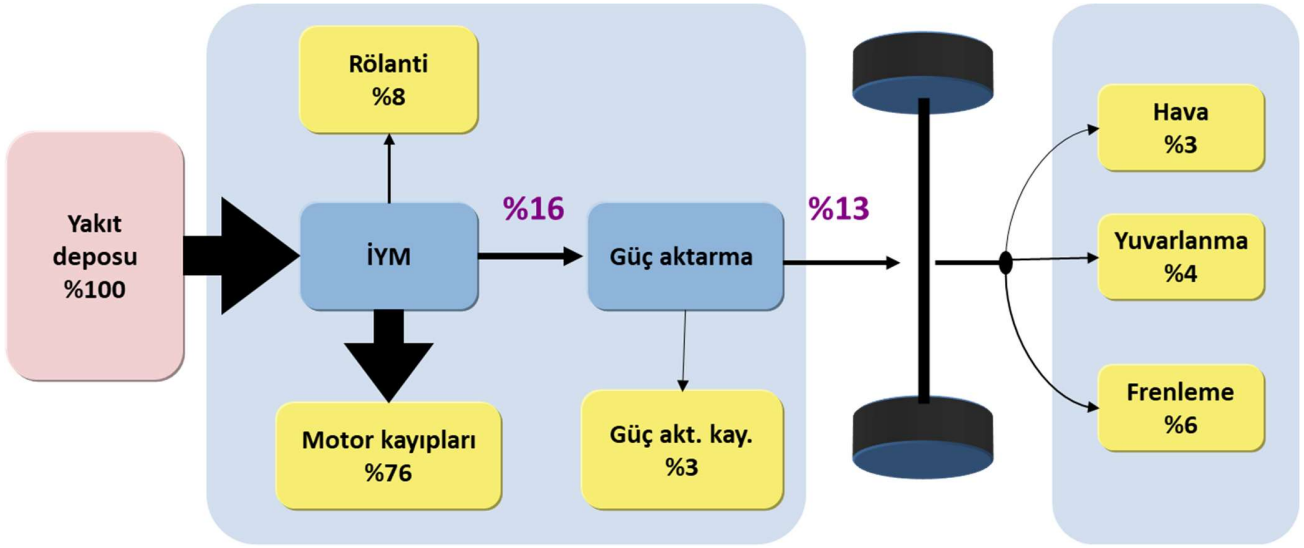 Yakıt
deposu
%100
Rölanti
%8
İYM
Motor kayıpları
%76
%16
Güç aktarma
Güç akt. kay.
%3
%13
Hava
%3
Yuvarlanma
%4
Frenleme
%6